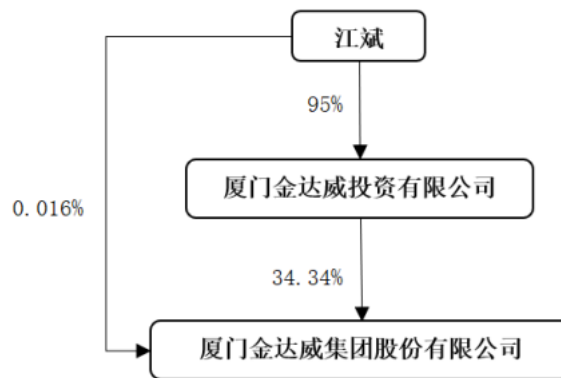 江斌
95%
厦门金达威投资有限公司
0.016%
34.34%
厦门金达威集团股份有限公司